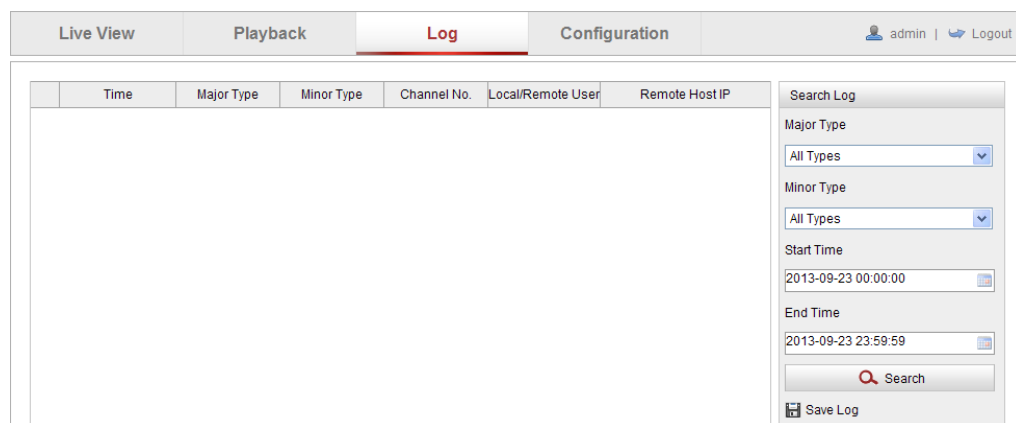 Live View Playback Log Configuration admin | Logout
Time Major Type Minor Type Channel No. Local/Remote User Remote Host IP
Search Log
Major Type
All Types
Minor Type
All Types
Start Time
2013-09-23 00:00:00
End Time
2013-09-23 23:59:59
Search
Save Log